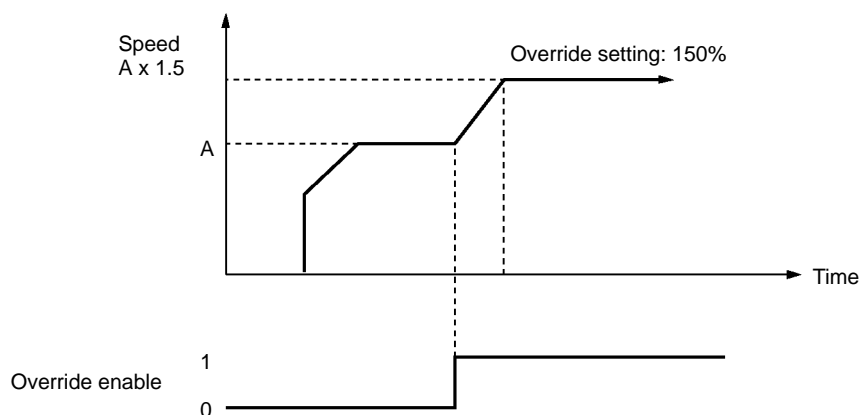 Speed
A x 1.5
Override setting: 150%
A
Time
1
Override enable
0